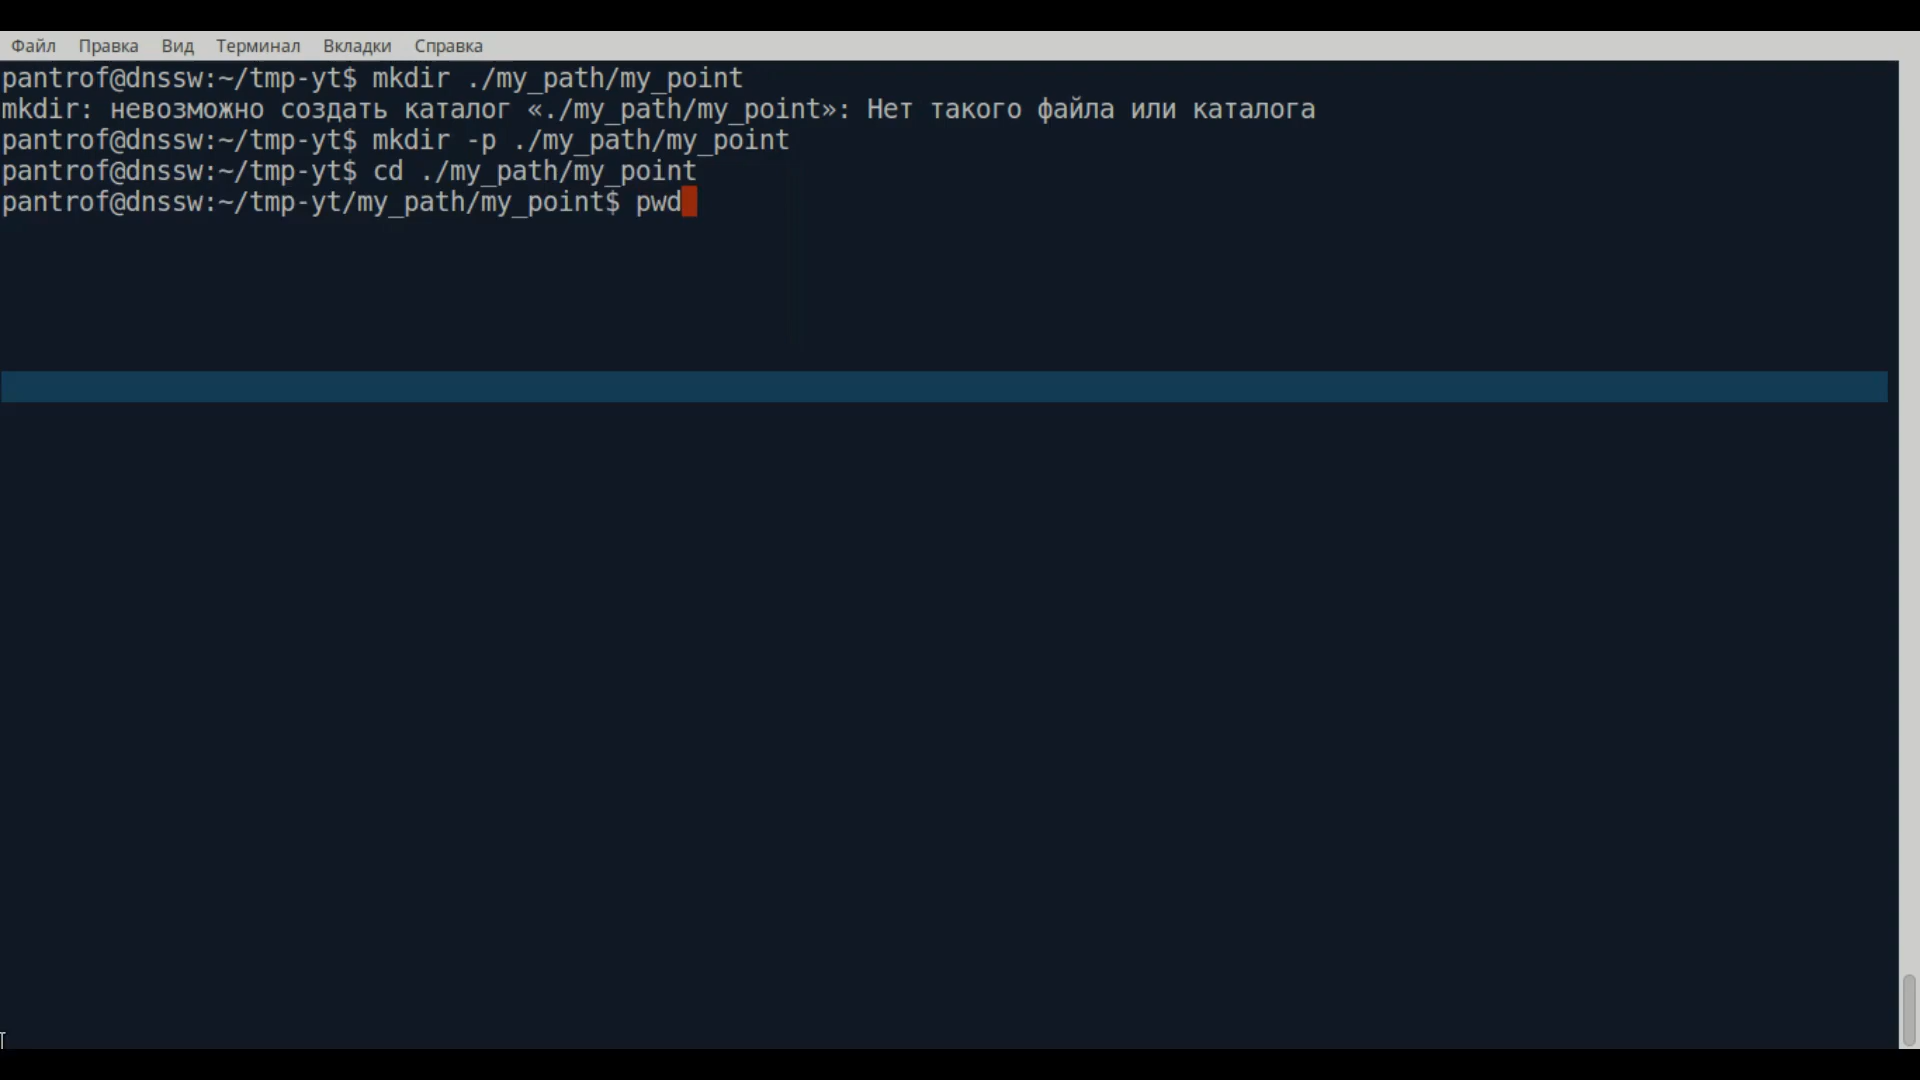 Файл Правка Вид Терминал Вкладки Справка
pantrof@dnssw:~/tmp-yt$ mkdir ./my_path/my_point
mkdir: невозможно создать каталог «./my_path/my_point»: Нет такого файла или каталога
pantrof@dnssw:~/tmp-yt$ mkdir -p ./my_path/my_point
pantrof@dnssw:~/tmp-yt$ cd ./my_path/my_point
pantrof@dnssw:~/tmp-yt/my_path/my_point$ pwd